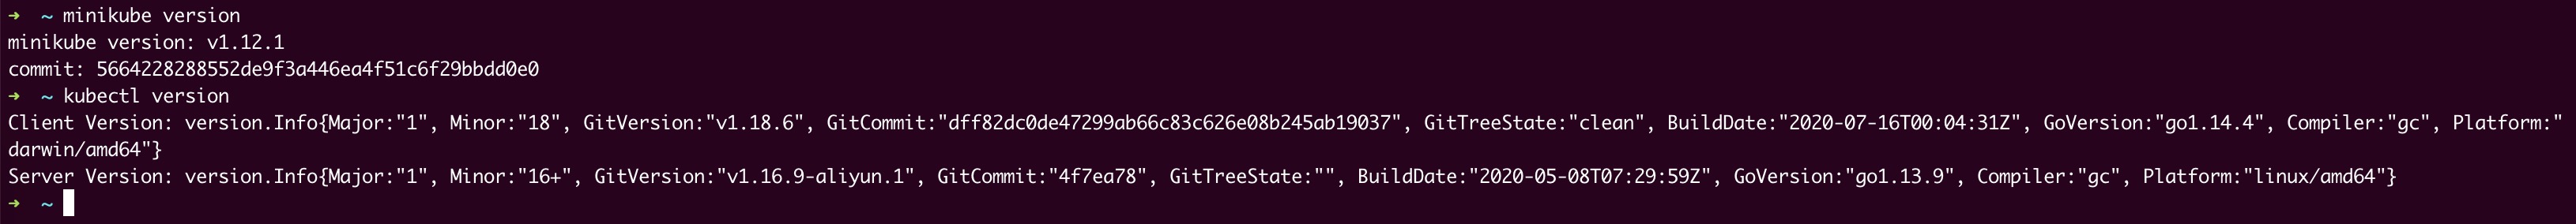 ➜  ~ minikube version
minikube version: v1.12.1
commit: 5664228288552de9f3a446ea4f51c6f29bbdd0e0
➜  ~ kubectl version
Client Version: version.Info{Major:"1", Minor:"18", GitVersion:"v1.18.6", GitCommit:"dff82dc0de47299ab66c83c626e08b245ab19037", GitTreeState:"clean", BuildDate:"2020-07-16T00:04:31Z", GoVersion:"go1.14.4", Compiler:"gc", Platform:"
darwin/amd64"}
Server Version: version.Info{Major:"1", Minor:"16+", GitVersion:"v1.16.9-aliyun.1", GitCommit:"4f7ea78", GitTreeState:"", BuildDate:"2020-05-08T07:29:59Z", GoVersion:"go1.13.9", Compiler:"gc", Platform:"linux/amd64"}
➜  ~